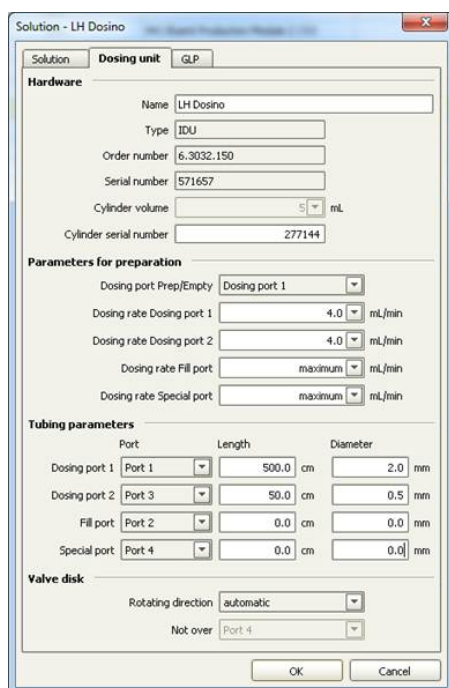 Solution - LH Dosino
Solution Dosing unit GLP
Hardware
Name LH Dosino
Type IDU
Order number 6.3032.150
Serial number 571657
Cylinder volume 5 mL
Cylinder serial number 277144
Parameters for preparation
Dosing port Prep/Empty Dosing port 1
Dosing rate Dosing port 1 4.0 mL/min
Dosing rate Dosing port 2 4.0 mL/min
Dosing rate Fill port maximum mL/min
Dosing rate Special port maximum mL/min
Tubing parameters
Port Length Diameter
Dosing port 1 Port 1 500.0 cm 2.0 mm
Dosing port 2 Port 3 50.0 cm 0.5 mm
Fill port Port 2 0.0 cm 0.0 mm
Special port Port 4 0.0 cm 0.0 mm
Valve disk
Rotating direction automatic
Not over Port 4
OK Cancel